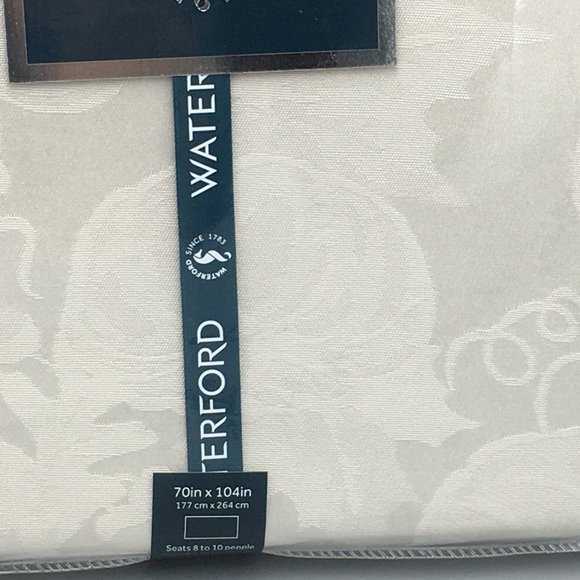 WATER
WATERFORD SINCE 1783
TERFORD
70in x 104in
177 cm x 264 cm
Seats 8 to 10 people